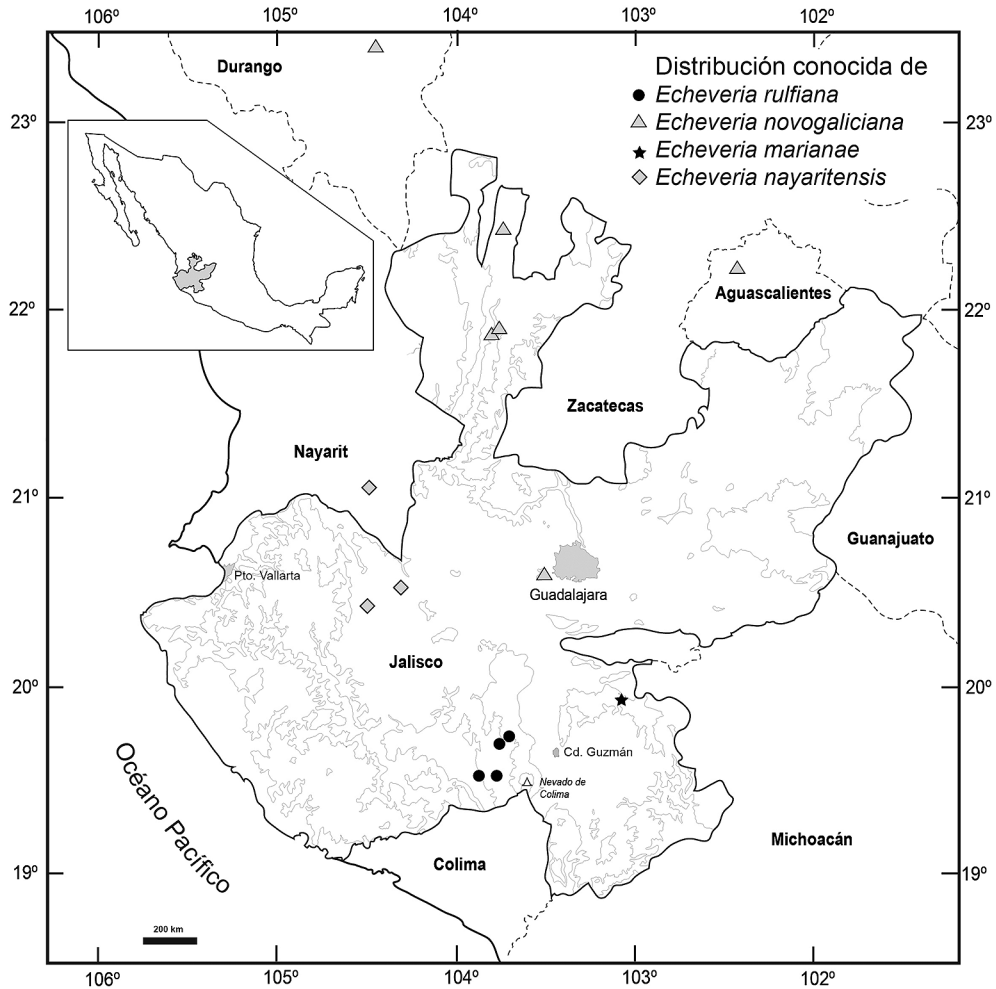 106º 105º 104º 103º 102º
Durango
Distribución conocida de
Echeveria rulfiana
Echeveria novogaliciana
Echeveria marianae
Echeveria nayaritensis
23º 23º
Aguascalientes
22º 22º
Zacatecas
Nayarit
21º 21º
Guanajuato
Pto. Vallarta
Guadalajara
Jalisco
20º 20º
Cd. Guzmán
Nevado de
Colima
Océano Pacífico
Michoacán
Colima
19º 19º
200 km
106º 105º 104º 103º 102º